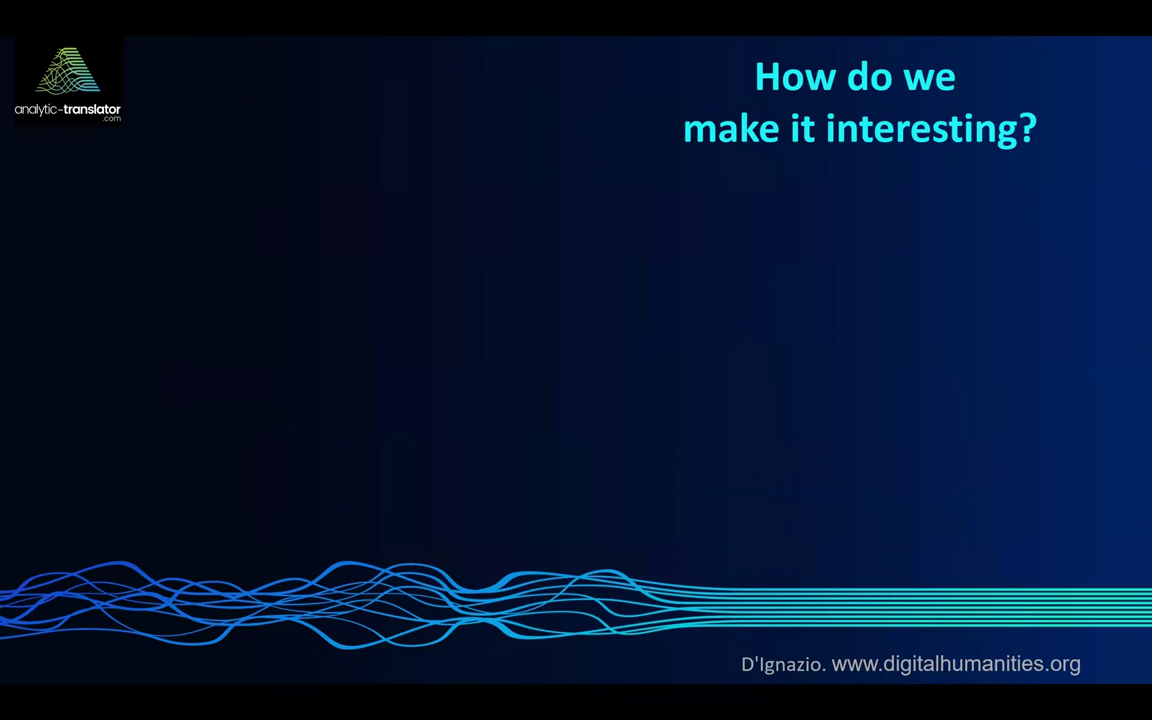 analytic-translator
.com
How do we
make it interesting?
D'Ignazio. www.digitalhumanities.org